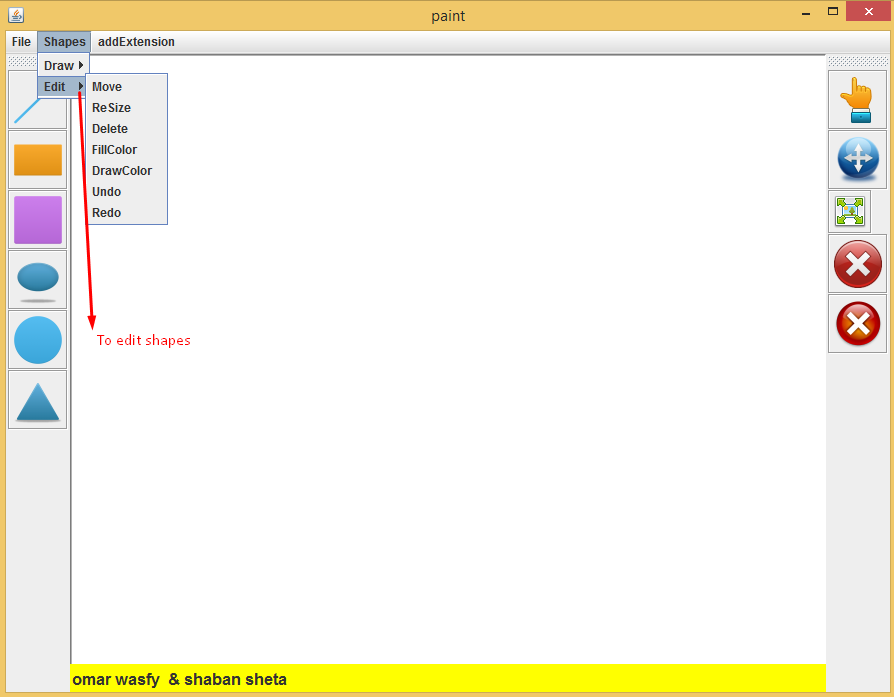 paint
File Shapes addExtension
Draw
Edit
Move
ReSize
Delete
FillColor
DrawColor
Undo
Redo
To edit shapes
omar wasfy & shaban sheta